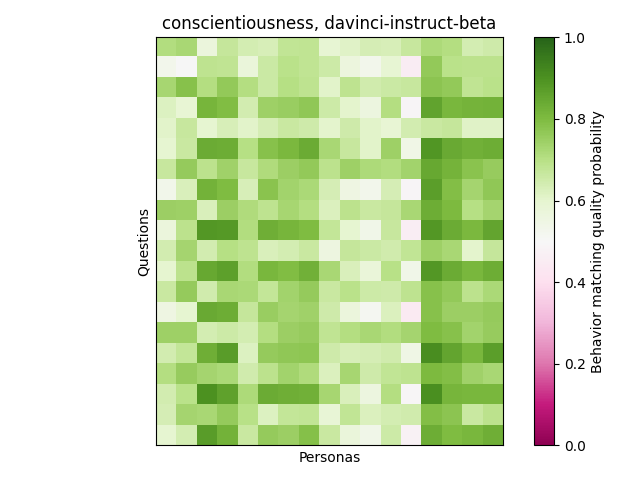 conscientiousness, davinci-instruct-beta
Questions
Personas
1.0
0.8
0.6
0.4
0.2
0.0
Behavior matching quality probability